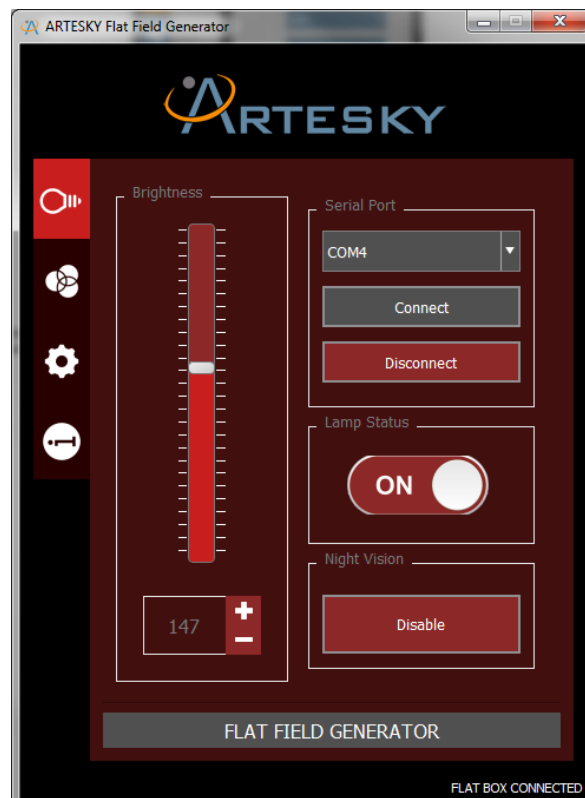 ARTESKY Flat Field Generator
ARTESKY
Brightness
147
Serial Port
COM4
Connect
Disconnect
Lamp Status
ON
Night Vision
Disable
FLAT FIELD GENERATOR
FLAT BOX CONNECTED